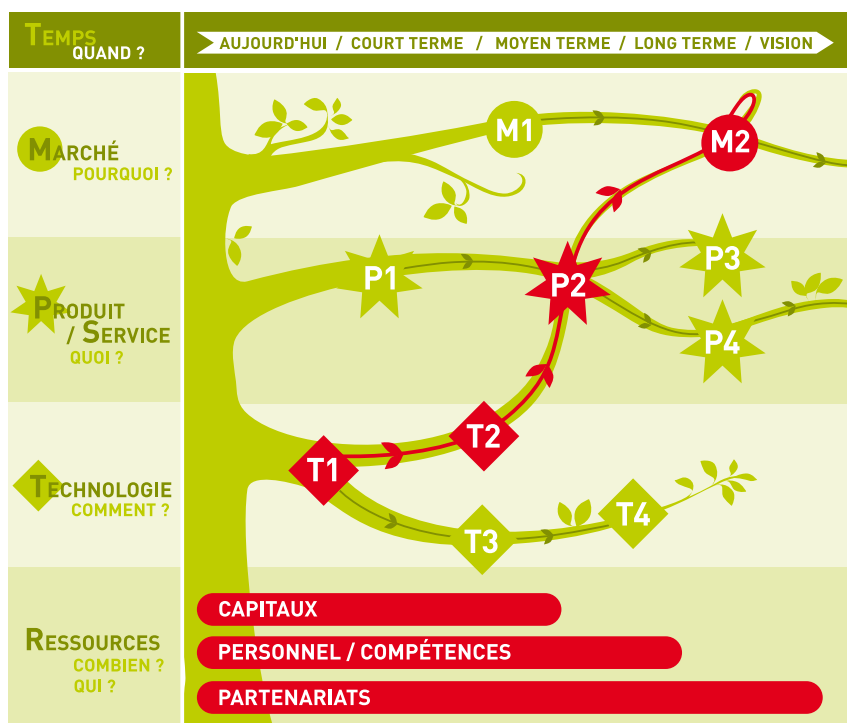 TEMPS
QUAND ?
AUJOURD'HUI / COURT TERME / MOYEN TERME / LONG TERME / VISION
MARCHÉ
POURQUOI ?
M1
M2
PRODUIT
/ SERVICE
QUOI ?
P1
P2
P3
P4
TECHNOLOGIE
COMMENT ?
T1
T2
T3
T4
RESSOURCES
COMBIEN ?
QUI ?
CAPITAUX
PERSONNEL / COMPÉTENCES
PARTENARIATS